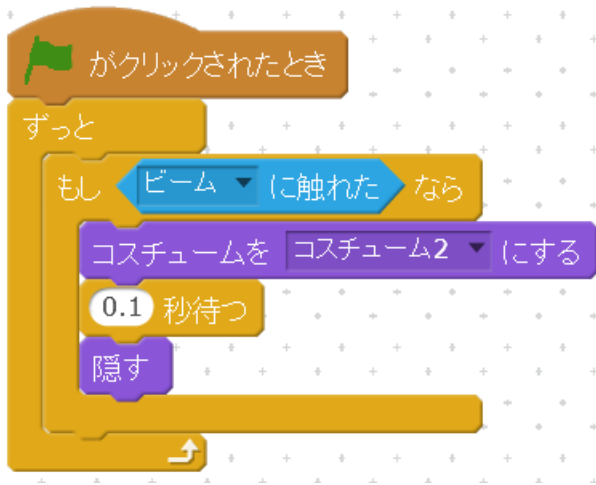 がクリックされたとき
ずっと
もし ビーム に触れた なら
コスチュームを コスチューム2 にする
0.1 秒待つ
隠す